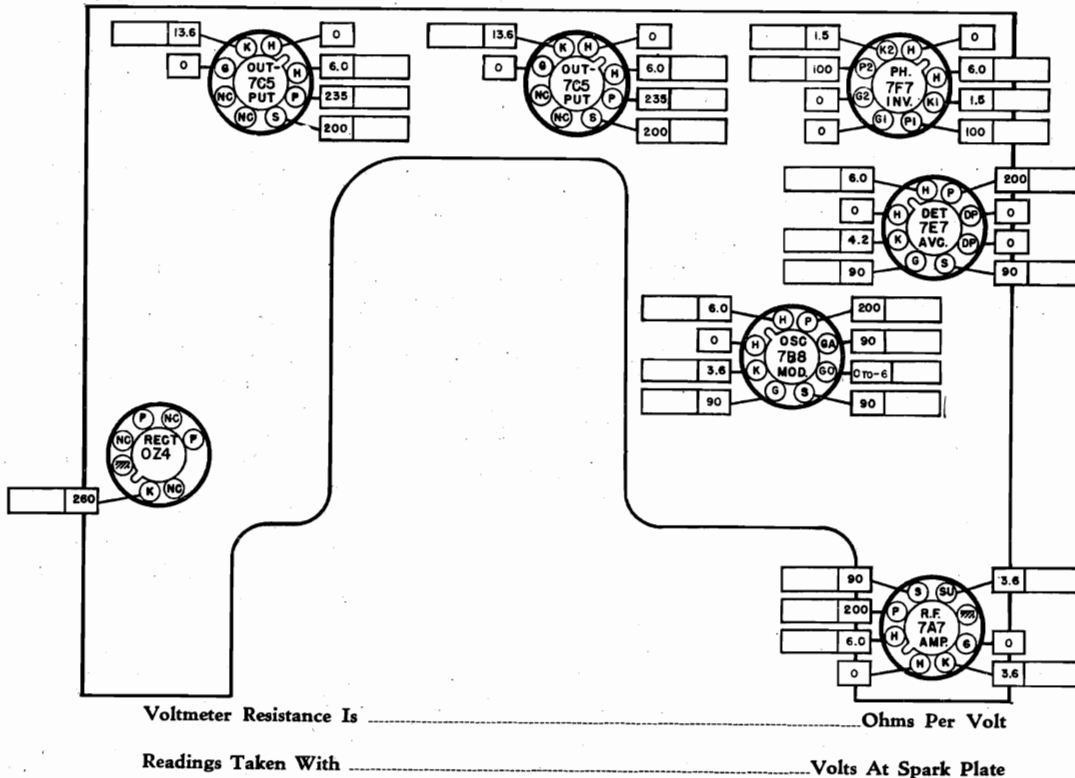 13.6
K H
0
G
OUT-
7C5
PUT
H
0
6.0
NC
P
235
NC S
200
13.6
K H
0
G
OUT-
7C5
PUT
H
0
6.0
NC
P
235
NC S
200
1.5
K2 H
0
100
P2
PH.
7F7
INV.
H
6.0
0
G2
K1
1.5
0
G1 P1
100
6.0
H P
200
0
H
DET
7E7
AVC.
DP
0
4.2
K
DP
0
90
G S
90
6.0
H P
200
0
H
OSC
7B8
MOD.
GA
90
3.6
K
GO
0 TO-6
90
G S
90
P NC
NC
RECT
OZ4
P
260
K NC
90
S SU
3.6
200
P
R.F.
7A7
AMP.
6.0
H
G
0
0
H K
3.6
Voltmeter Resistance Is Ohms Per Volt
Readings Taken With Volts At Spark Plate